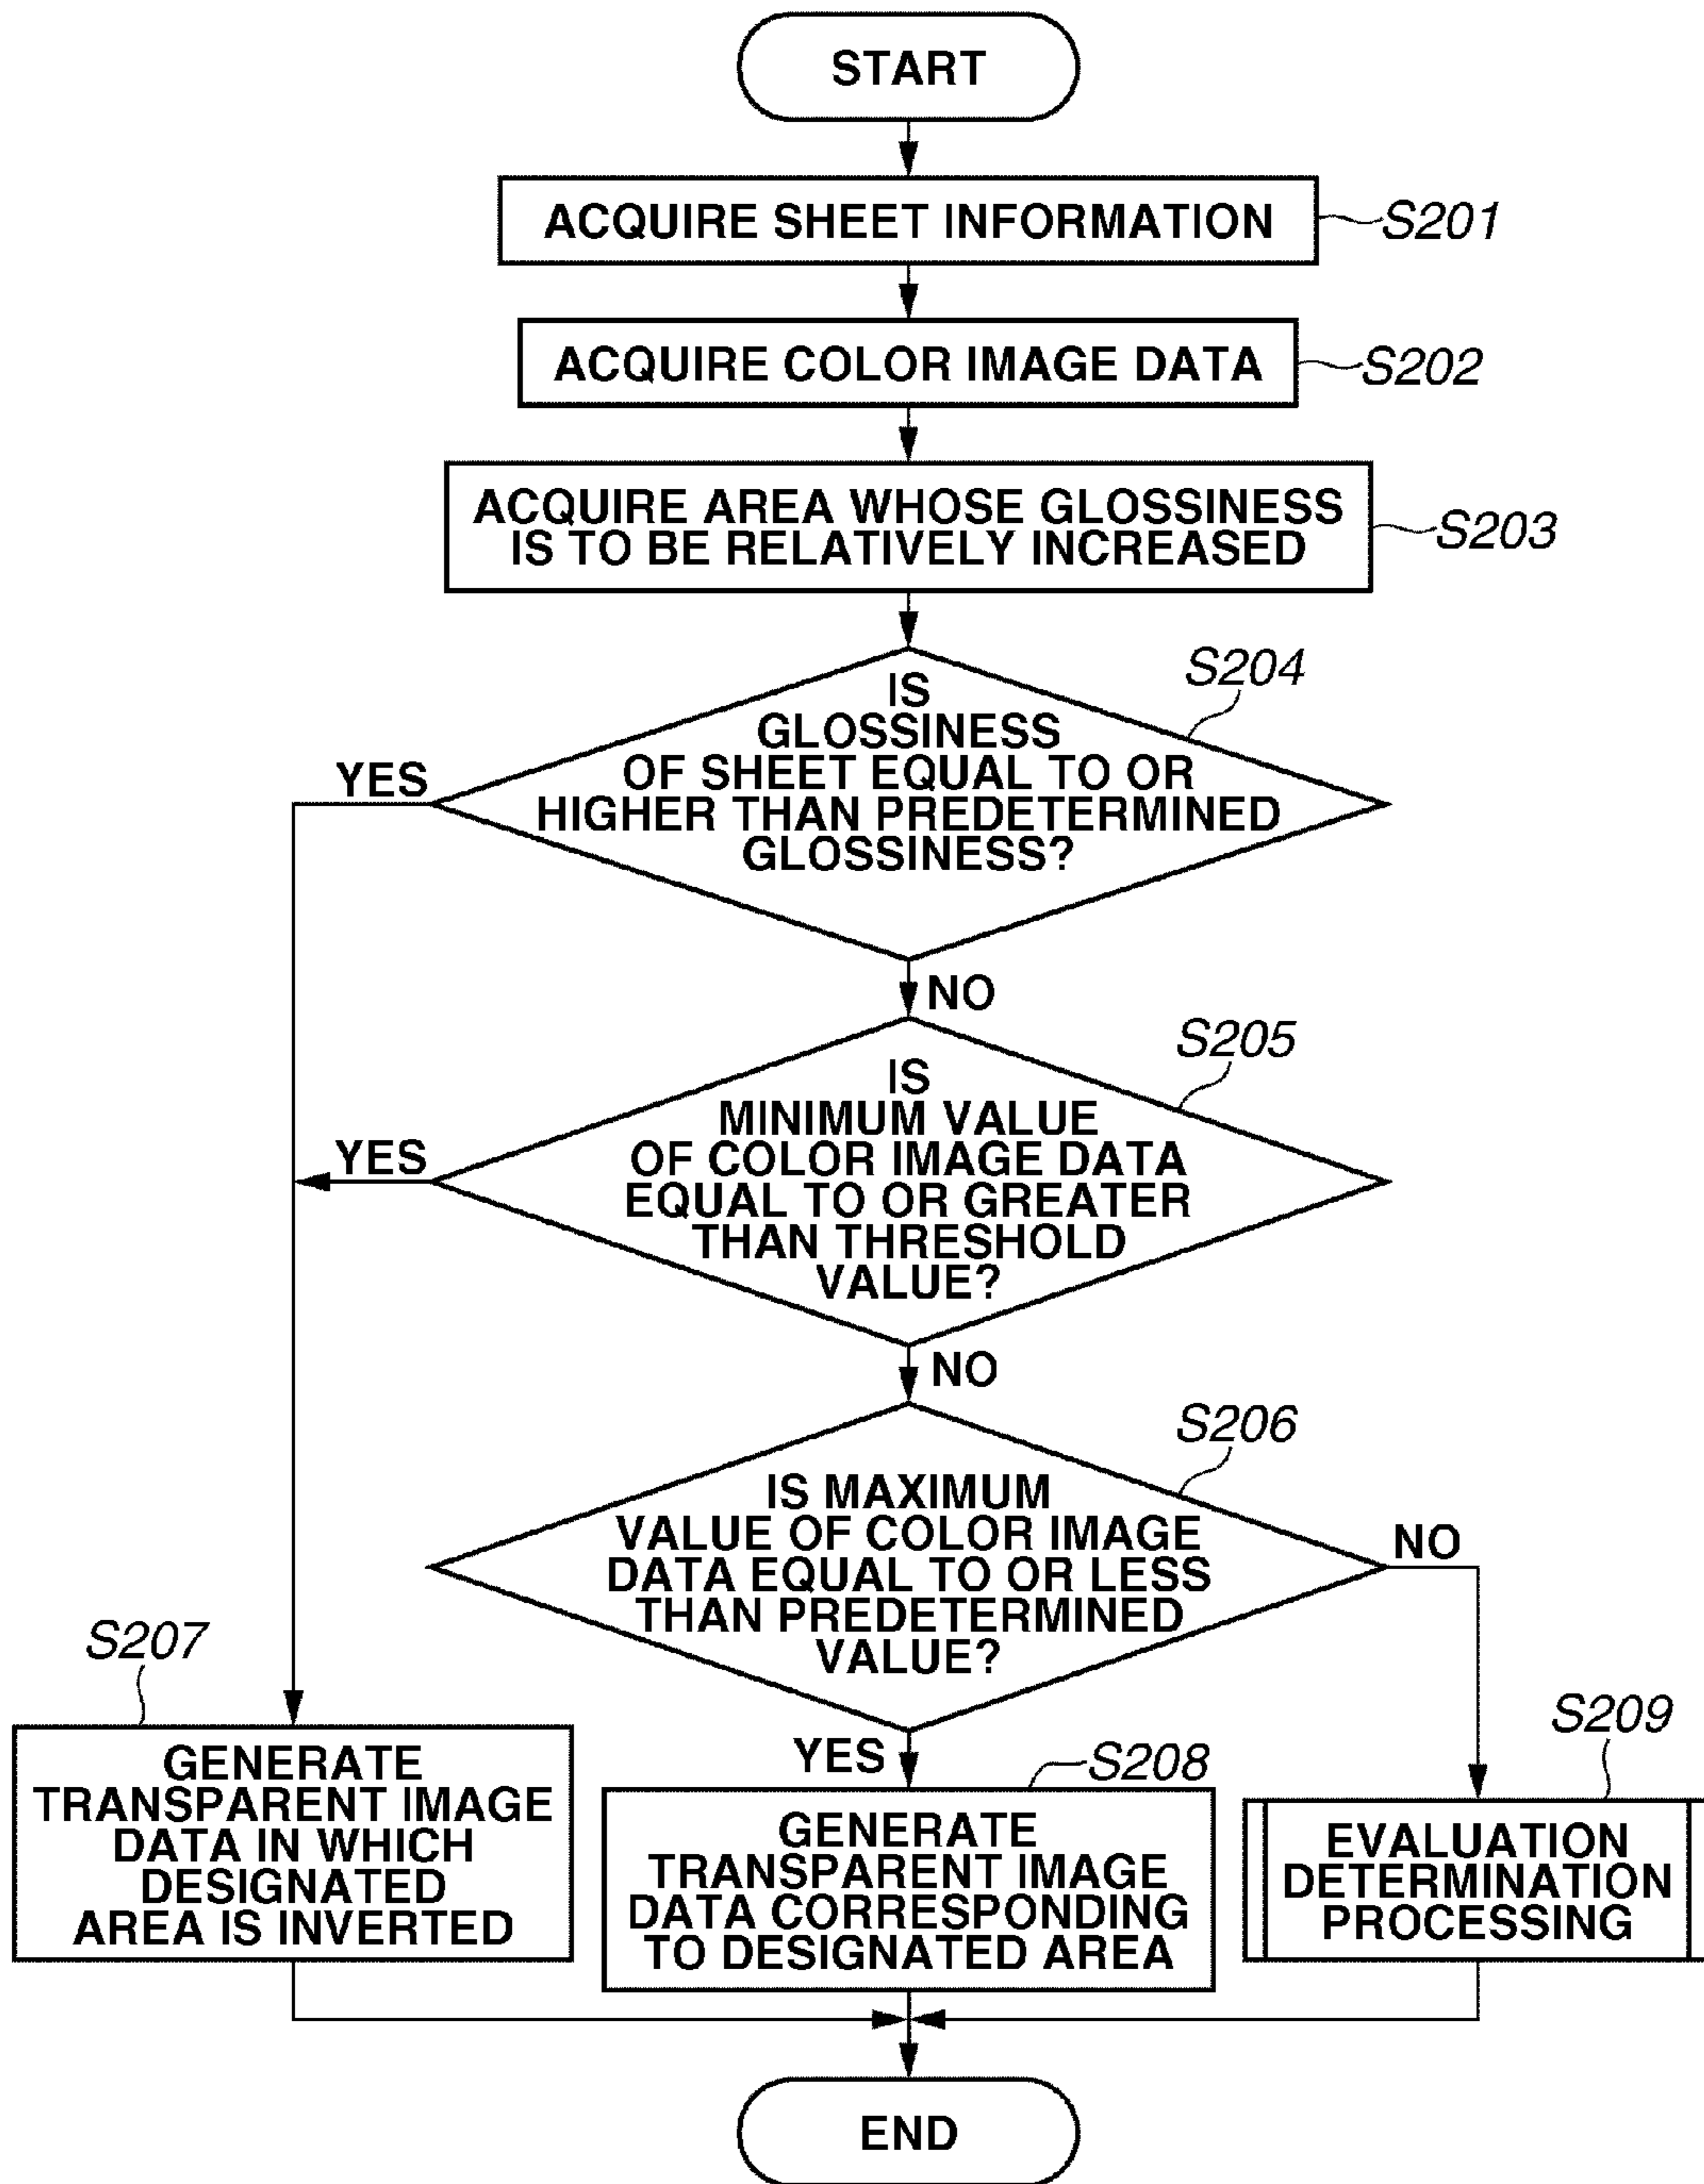 START
ACQUIRE SHEET INFORMATION
S201
ACQUIRE COLOR IMAGE DATA
S202
ACQUIRE AREA WHOSE GLOSSINESS
IS TO BE RELATIVELY INCREASED
S203
S204
IS
GLOSSINESS
OF SHEET EQUAL TO OR
HIGHER THAN PREDETERMINED
GLOSSINESS?
YES
NO
S205
IS
MINIMUM VALUE
OF COLOR IMAGE DATA
EQUAL TO OR GREATER
THAN THRESHOLD
VALUE?
YES
NO
S206
IS MAXIMUM
VALUE OF COLOR IMAGE
DATA EQUAL TO OR LESS
THAN PREDETERMINED
VALUE?
NO
YES
S207
GENERATE
TRANSPARENT IMAGE
DATA IN WHICH
DESIGNATED
AREA IS INVERTED
S208
GENERATE
TRANSPARENT IMAGE
DATA CORRESPONDING
TO DESIGNATED AREA
S209
EVALUATION
DETERMINATION
PROCESSING
END